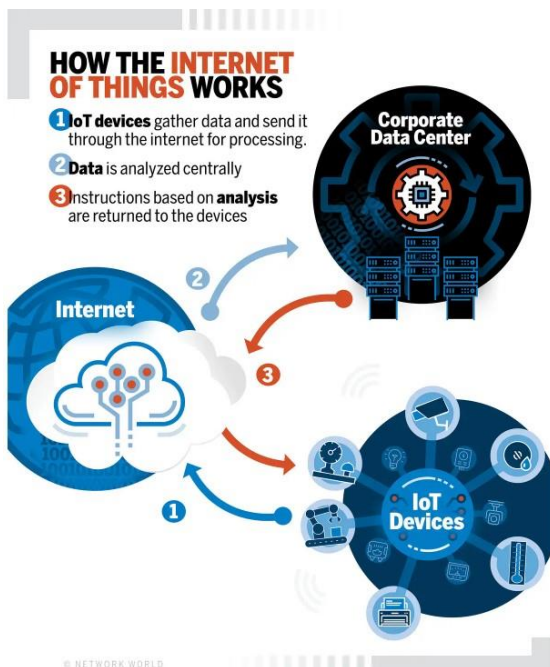 HOW THE INTERNET
OF THINGS WORKS
1 IoT devices gather data and send it
through the internet for processing.
2 Data is analyzed centrally
3 Instructions based on analysis
are returned to the devices
Corporate
Data Center
2
Internet
3
1
IoT
Devices
© NETWORK WORLD